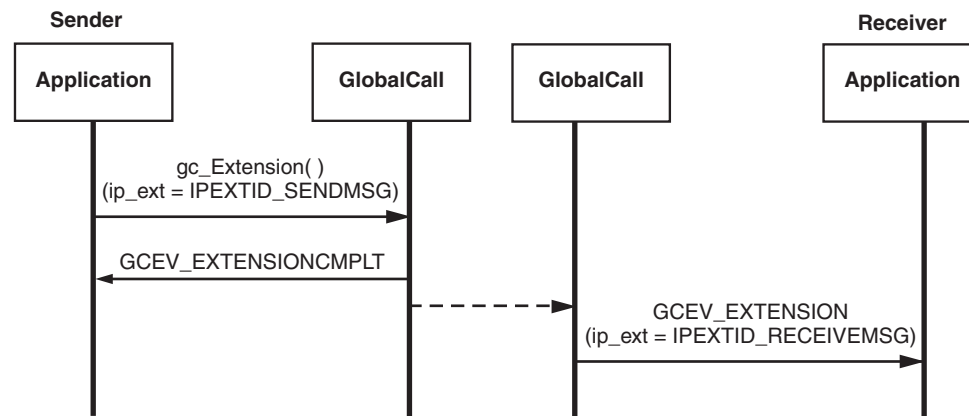 Sender
Receiver
Application
GlobalCall
GlobalCall
Application
gc_Extension( )
(ip_ext = IPEXTID_SENDMSG)
GCEV_EXTENSIONCMPLT
GCEV_EXTENSION
(ip_ext = IPEXTID_RECEIVEMSG)